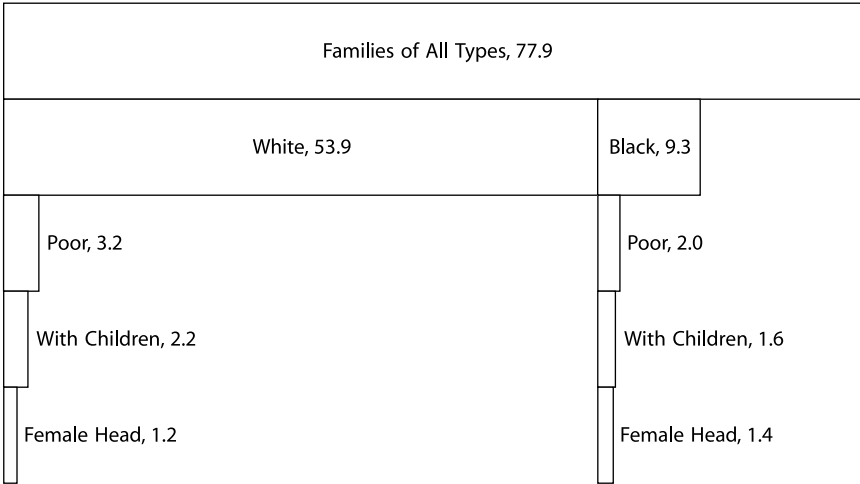 Families of All Types, 77.9
White, 53.9
Black, 9.3
Poor, 3.2
Poor, 2.0
With Children, 2.2
With Children, 1.6
Female Head, 1.2
Female Head, 1.4